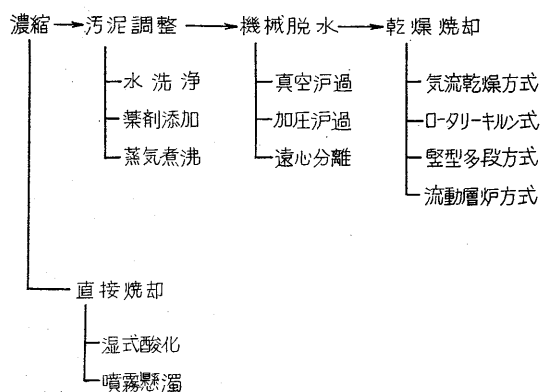 濃縮→汚泥調整→機械脱水→乾燥焼却
水洗浄 真空沪過 気流乾燥方式
薬剤添加 加圧沪過 ロータリーキルン式
蒸気煮沸 遠心分離 竪型多段方式
流動層炉方式
直接焼却
湿式酸化
噴霧懸濁